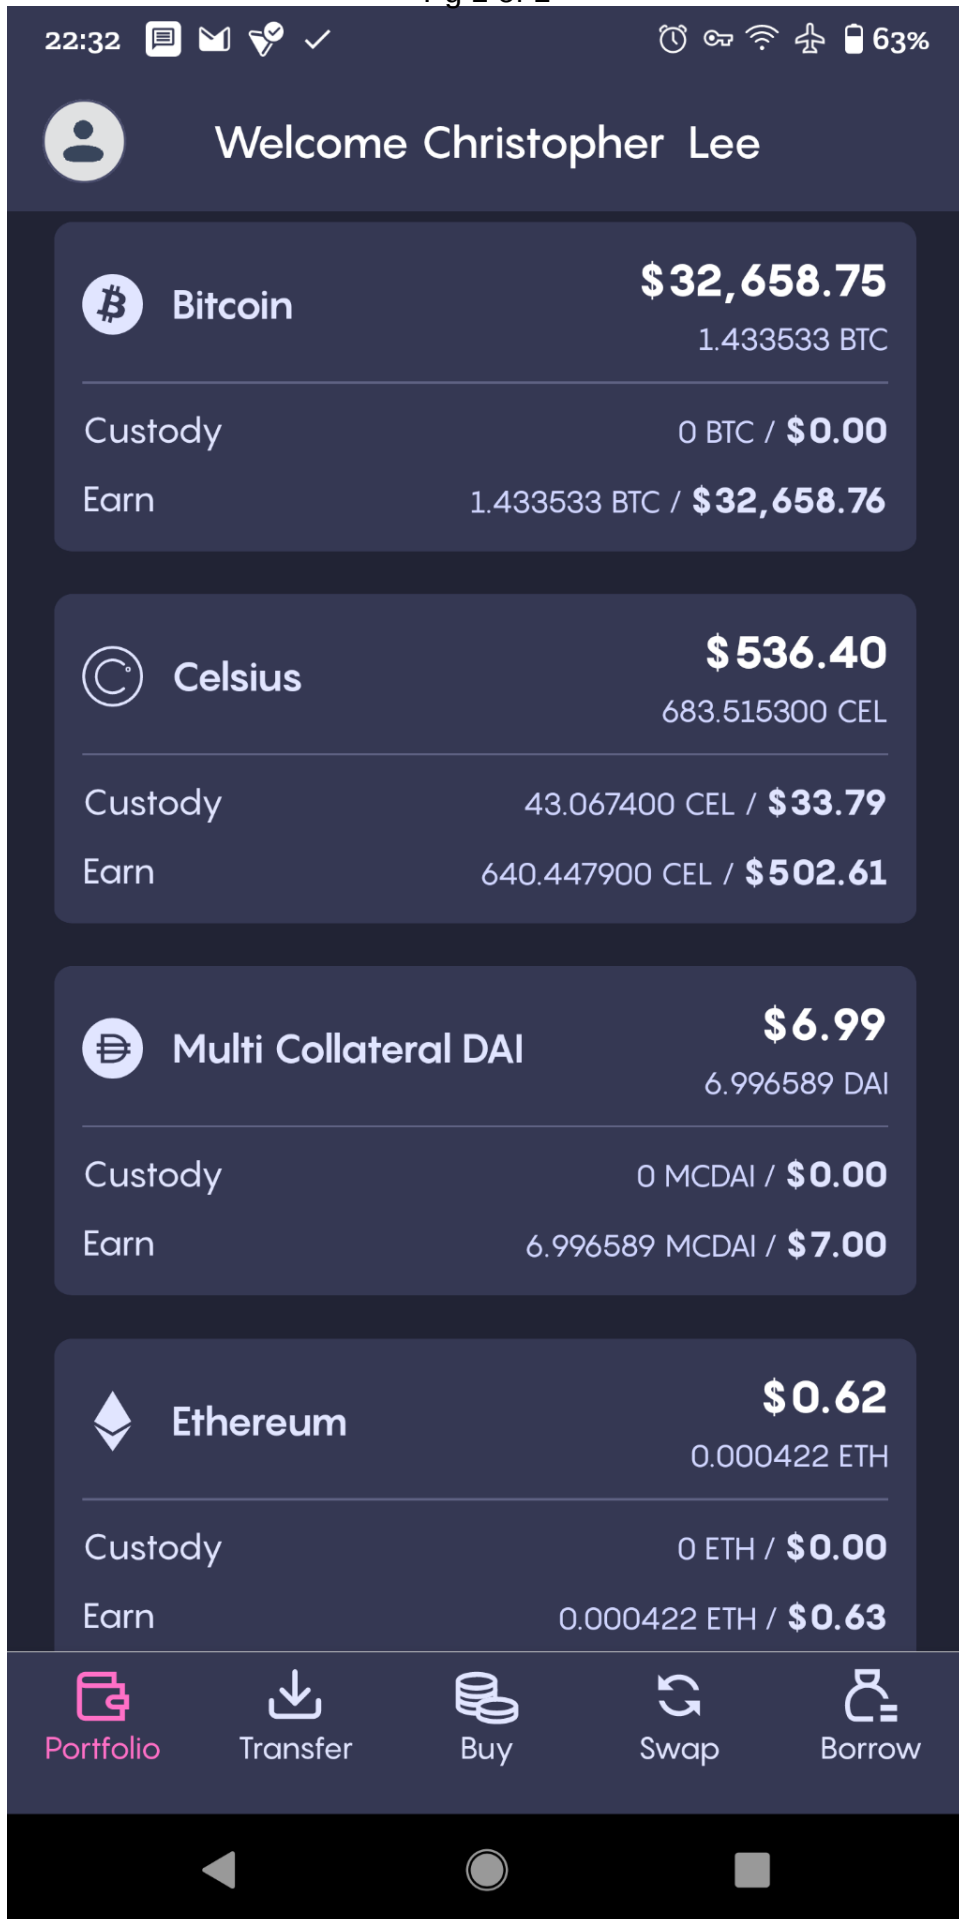 22:32 63%
Welcome Christopher Lee
Bitcoin $32,658.75
1.433533 BTC
Custody 0 BTC / $0.00
Earn 1.433533 BTC / $32,658.76
Celsius $536.40
683.515300 CEL
Custody 43.067400 CEL / $33.79
Earn 640.447900 CEL / $502.61
Multi Collateral DAI $6.99
6.996589 DAI
Custody 0 MCDAI / $0.00
Earn 6.996589 MCDAI / $7.00
Ethereum $0.62
0.000422 ETH
Custody 0 ETH / $0.00
Earn 0.000422 ETH / $0.63
Portfolio Transfer Buy Swap Borrow